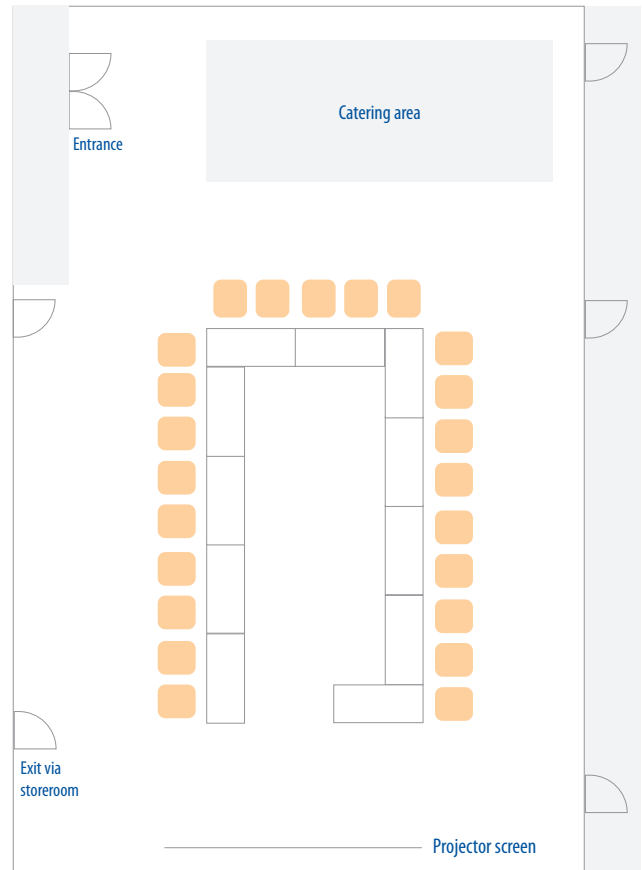 Catering area
Entrance
Exit via
storeroom
Projector screen